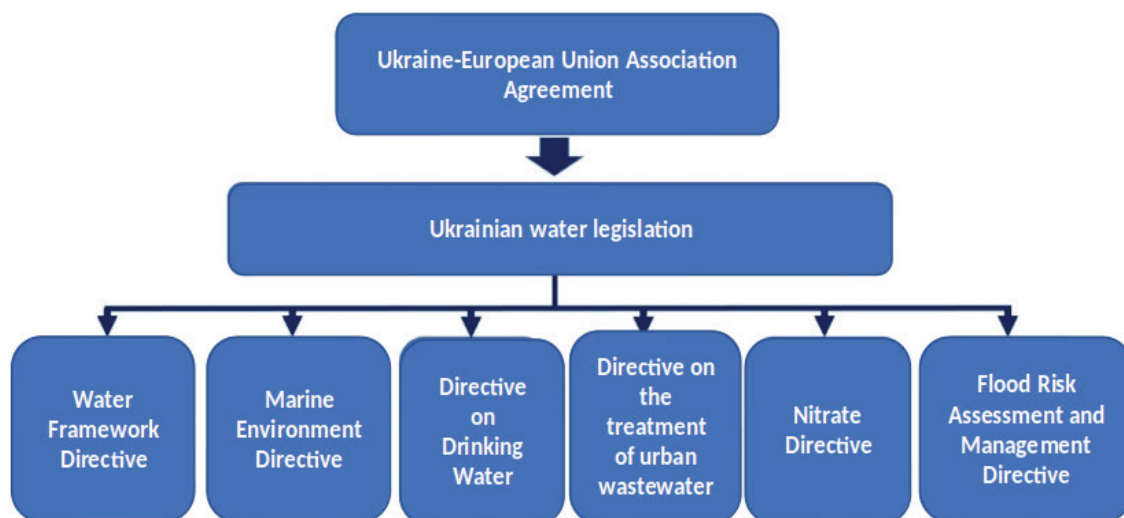 Ukraine-European Union Association
Agreement
Ukrainian water legislation
Water
Framework
Directive
Marine
Environment
Directive
Directive
on
Drinking
Water
Directive on
the
treatment
of urban
wastewater
Nitrate
Directive
Flood Risk
Assessment and
Management
Directive